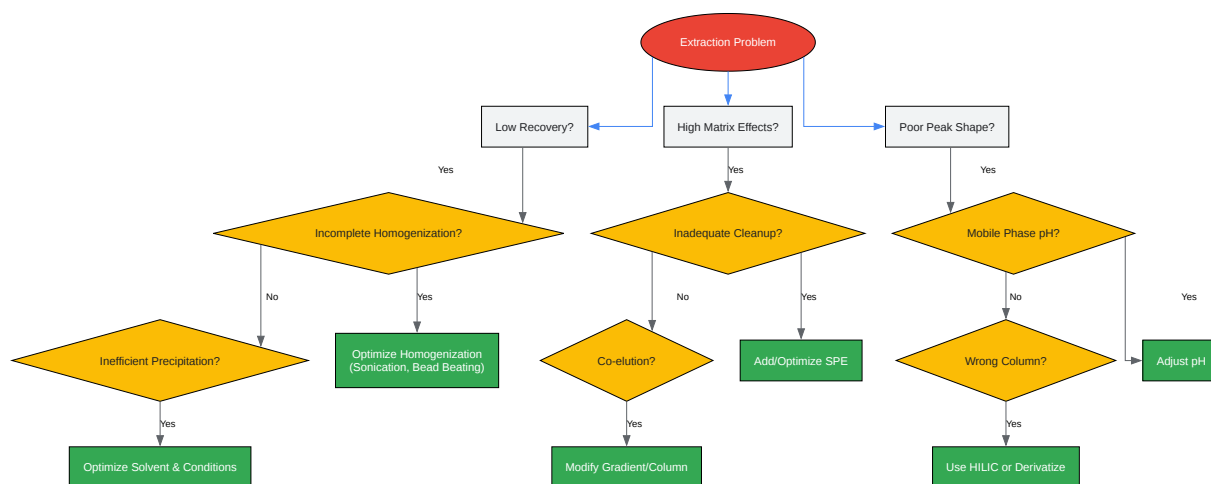 Extraction Problem
Low Recovery?
High Matrix Effects?
Poor Peak Shape?
Yes
Yes
Yes
Incomplete Homogenization?
Inadequate Cleanup?
Mobile Phase pH?
No
Yes
No
Yes
No
Yes
Inefficient Precipitation?
Optimize Homogenization
(Sonication, Bead Beating)
Co-elution?
Add/Optimize SPE
Wrong Column?
Adjust pH
Yes
Yes
Yes
Optimize Solvent & Conditions
Modify Gradient/Column
Use HILIC or Derivatize